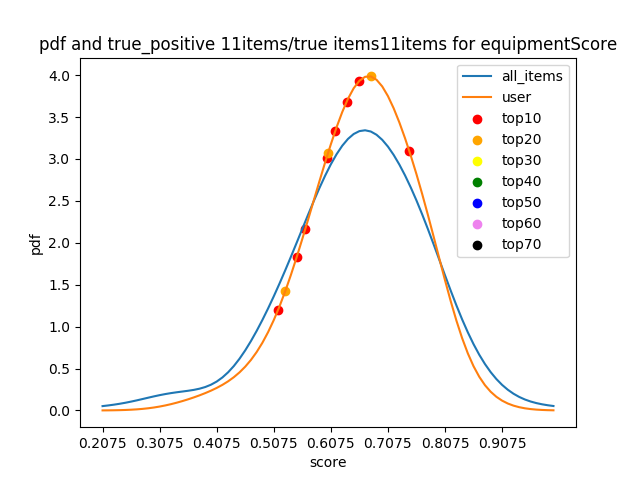 pdf and true_positive 11items/true items11items for equipmentScore
4.0
3.5
3.0
2.5
2.0
1.5
1.0
0.5
0.0
pdf
0.2075 0.3075 0.4075 0.5075 0.6075 0.7075 0.8075 0.9075
score
all_items
user
top10
top20
top30
top40
top50
top60
top70